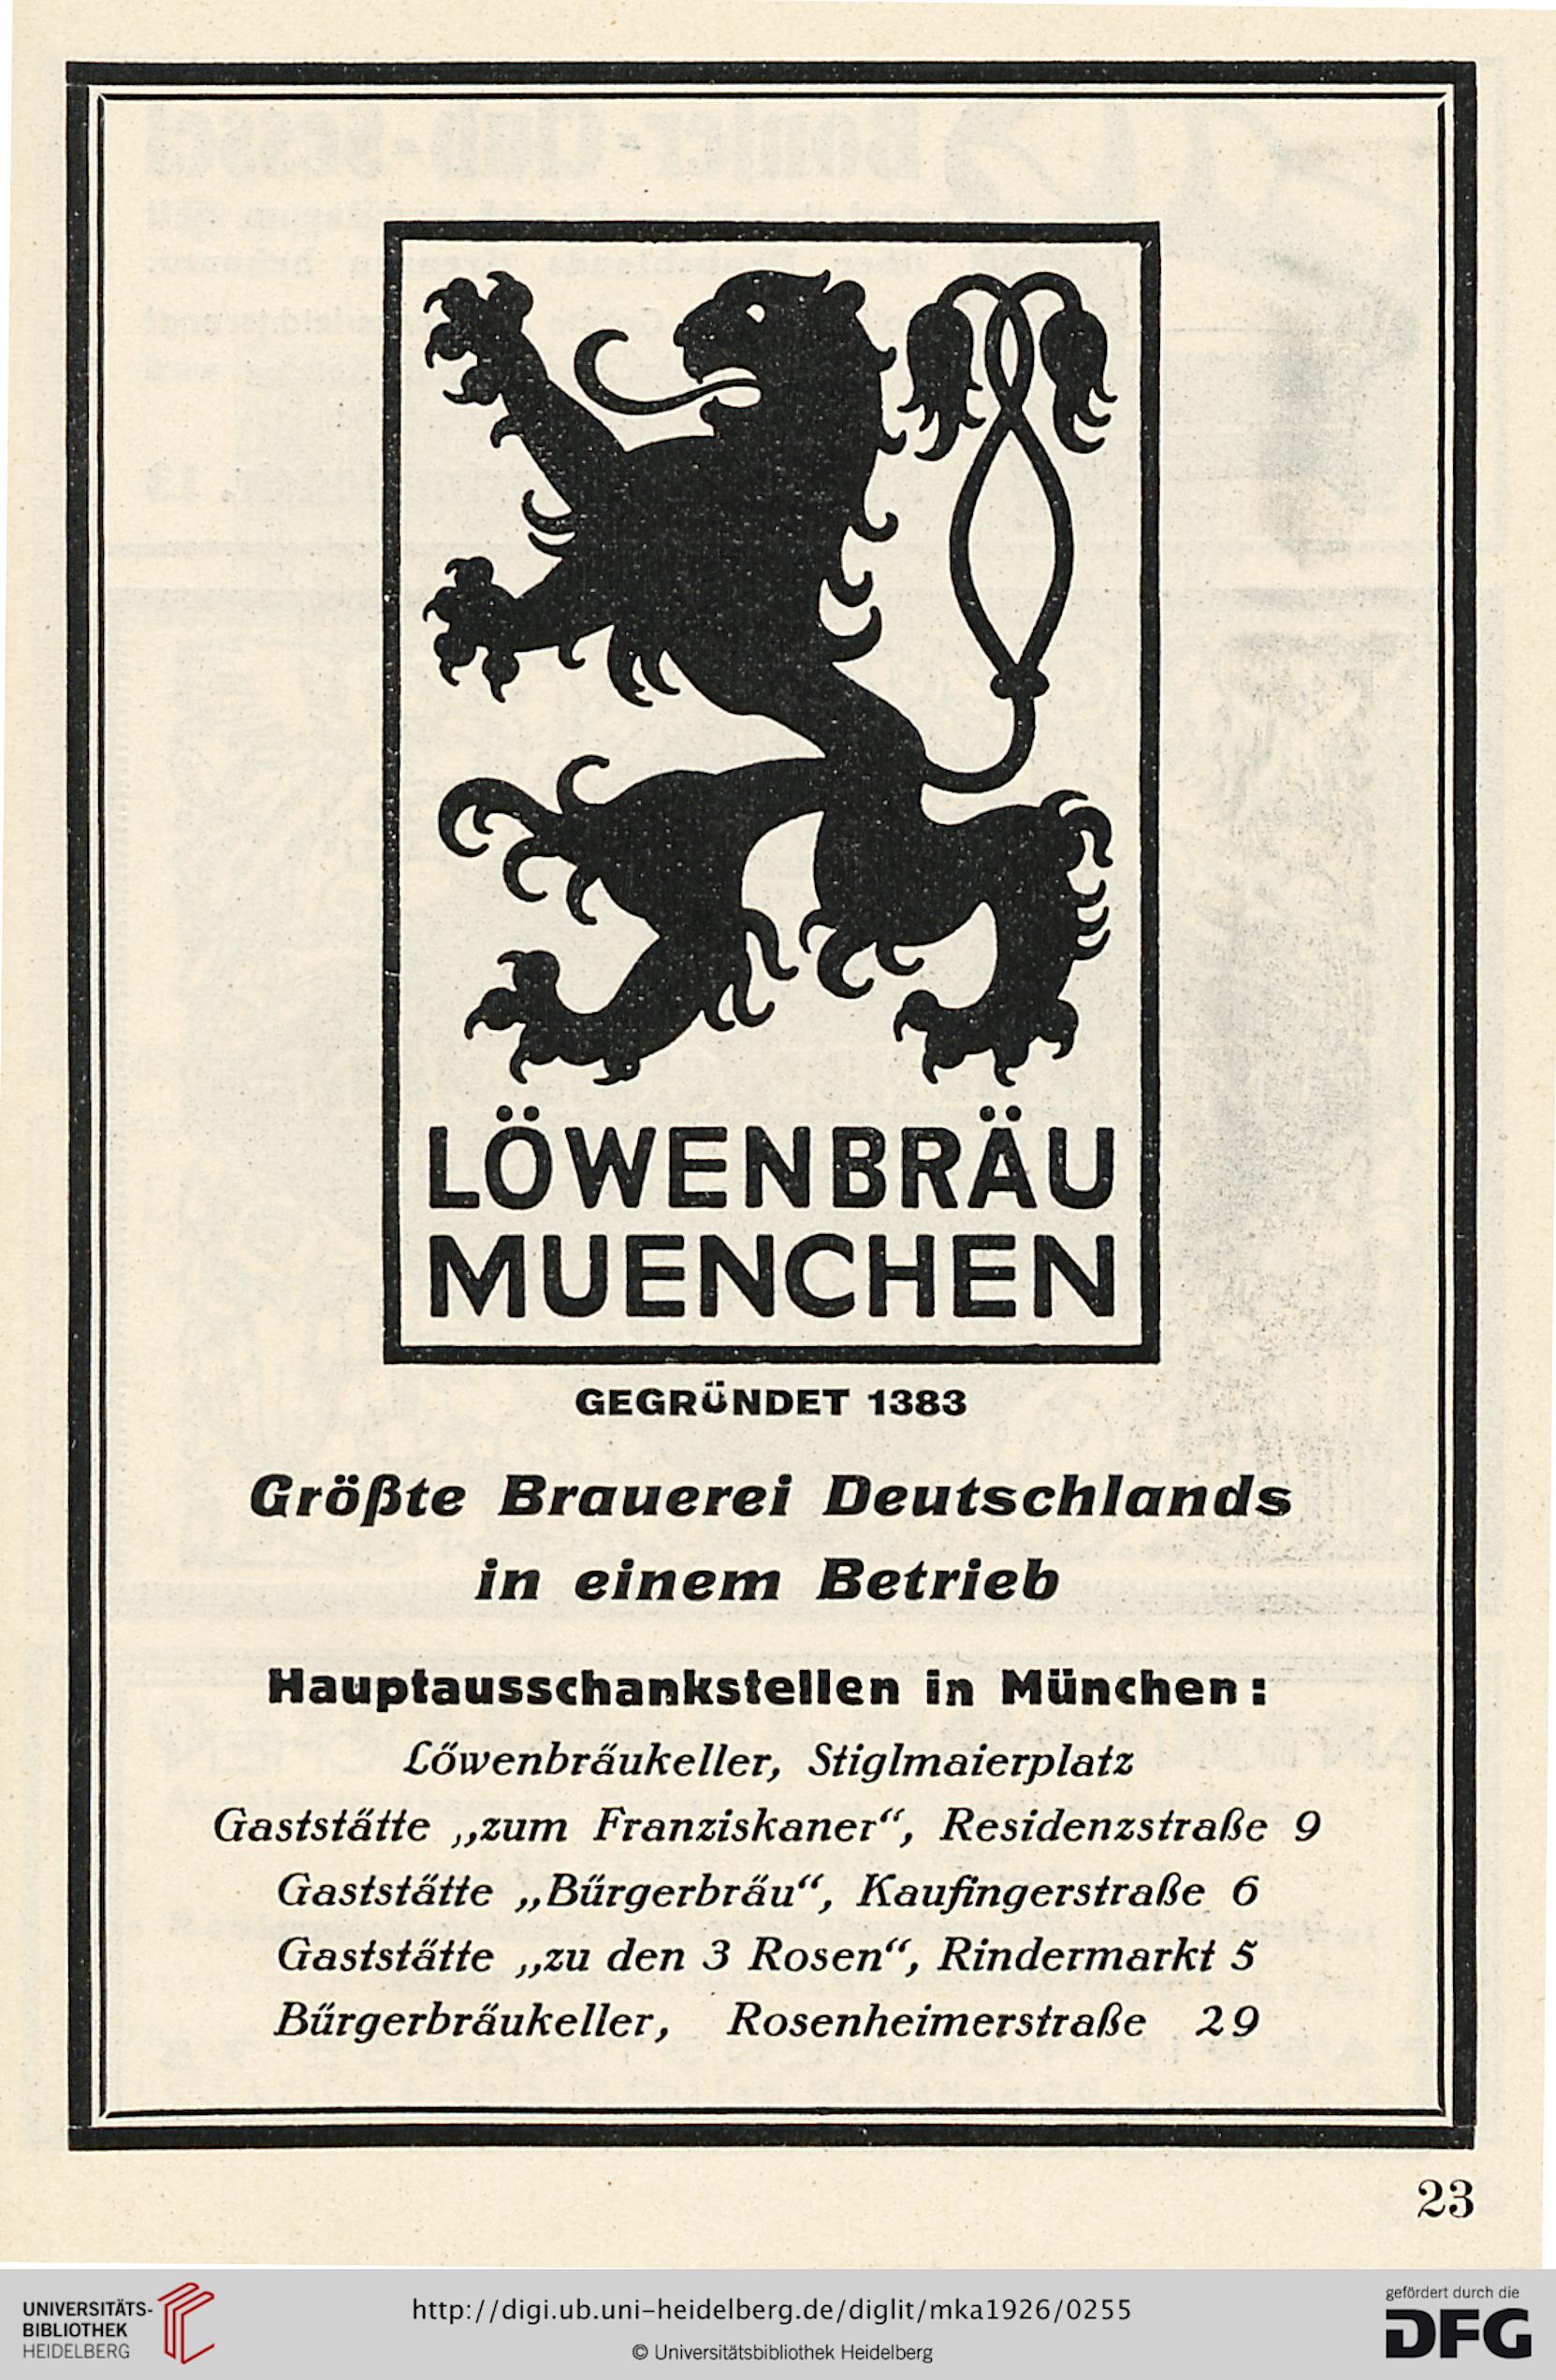 LÖWENBRÄU
MUENCHEN
GEGRÜNDET 1383
Größte Brauerei Deutschlands
in einem Betrieb
Hauptausschankstellen in München:
Löwenbräukeller, Stiglmaierplatz
Gaststätte „zum Franziskaner“, Residenzstraße 9
Gaststätte „Bürgerbräu“, Kaufingerstraße 6
Gaststätte „zu den 3 Rosen“, Rindermarkt 5
Bürgerbräukeller, Rosenheimerstraße 29
23
UNIVERSITÄTS-
BIBLIOTHEK
HEIDELBERG
http://digi.ub.uni-heidelberg.de/diglit/mka1926/0255
© Universitätsbibliothek Heidelberg
gefördert durch die
DFG